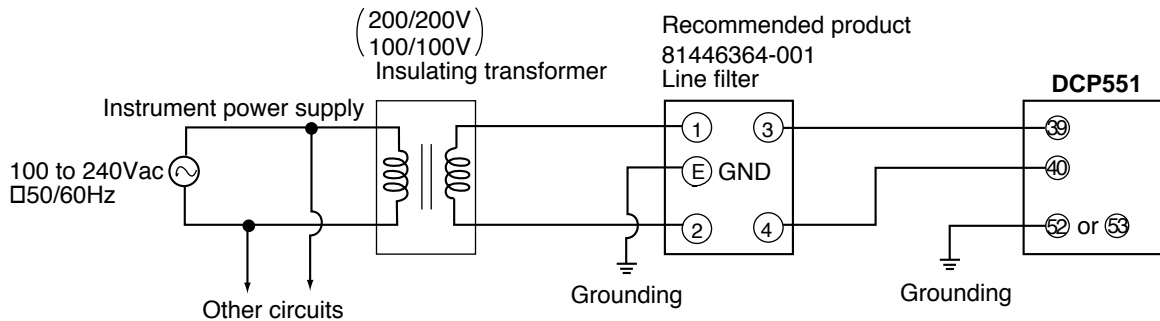 200/200V
100/100V
Insulating transformer
Recommended product
81446364-001
Line filter
DCP551
Instrument power supply
100 to 240Vac
□50/60Hz
1
3
E GND
2
4
39
40
52 or 53
Grounding
Grounding
Other circuits